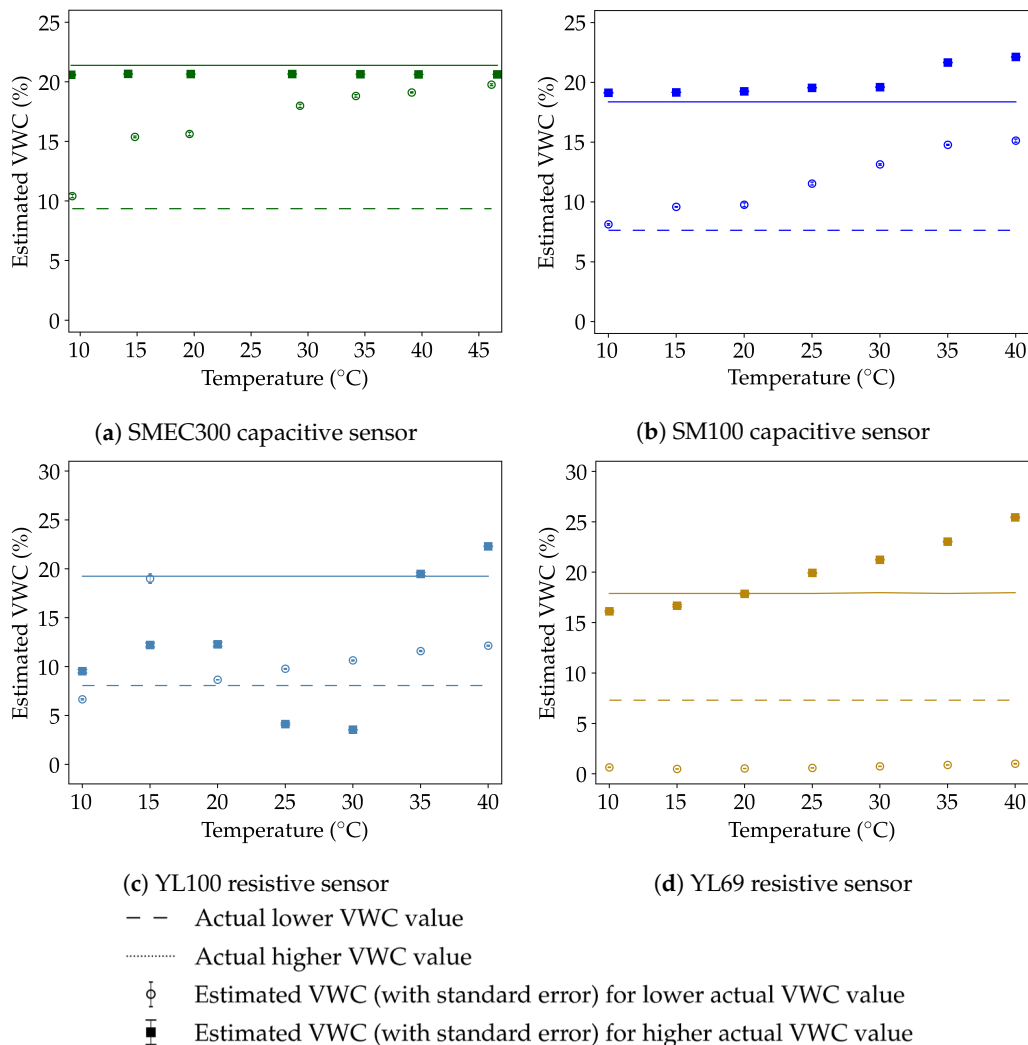 25
20
15
10
5
0
Estimated VWC (%)
10 15 20 25 30 35 40 45
Temperature (°C)
(a) SMEC300 capacitive sensor
25
20
15
10
5
0
Estimated VWC (%)
10 15 20 25 30 35 40
Temperature (°C)
(b) SM100 capacitive sensor
30
25
20
15
10
5
0
Estimated VWC (%)
10 15 20 25 30 35 40
Temperature (°C)
(c) YL100 resistive sensor
30
25
20
15
10
5
0
Estimated VWC (%)
10 15 20 25 30 35 40
Temperature (°C)
(d) YL69 resistive sensor
Actual lower VWC value
Actual higher VWC value
Estimated VWC (with standard error) for lower actual VWC value
Estimated VWC (with standard error) for higher actual VWC value